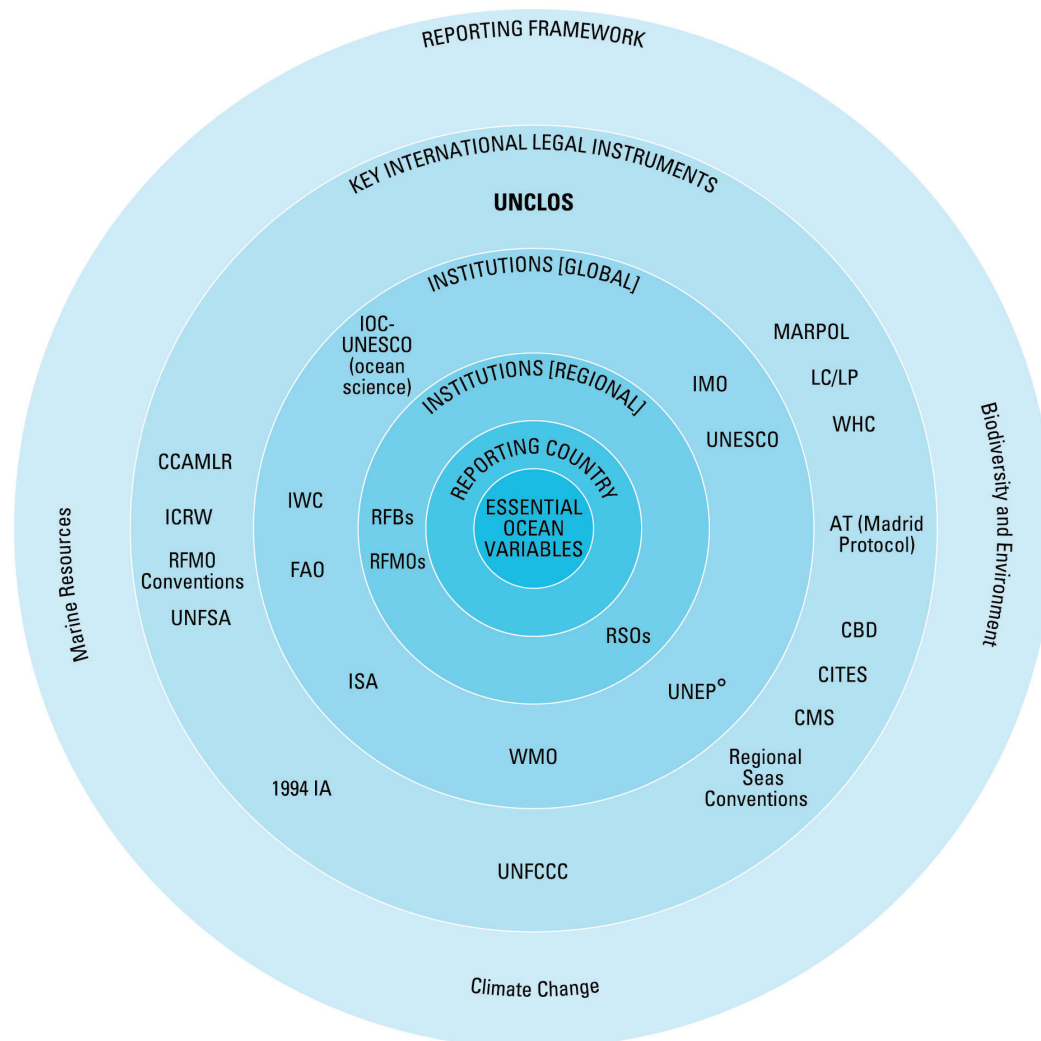 REPORTING FRAMEWORK
KEY INTERNATIONAL LEGAL INSTRUMENTS
UNCLOS
INSTITUTIONS [GLOBAL]
IOC-
UNESCO
(ocean
science)
INSTITUTIONS [REGIONAL]
IMO
UNESCO
MARPOL
LC/LP
WHC
REPORTING COUNTRY
ESSENTIAL
OCEAN
VARIABLES
CCAMLR
ICRW
RFMO
Conventions
UNFSA
IWC
FAO
RFBs
RFMOs
AT (Madrid
Protocol)
Marine Resources
Biodiversity and Environment
RSOs
ISA
UNEP°
CBD
CITES
CMS
Regional
Seas
Conventions
WMO
1994 IA
UNFCCC
Climate Change